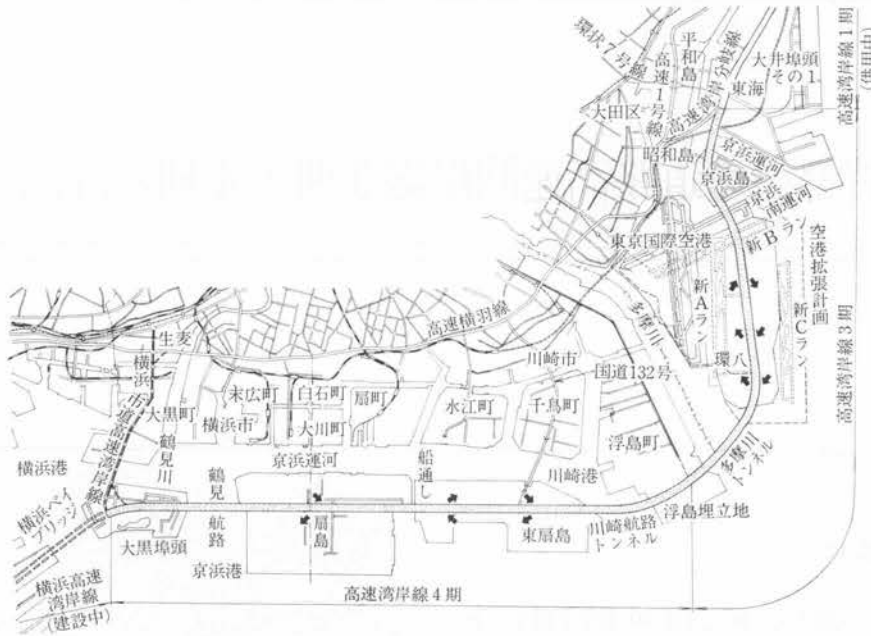 環状7号線
高速1号線
平和島
高速湾岸分岐線
大井埠頭
その1
東海
高速湾岸線1期
(供用中)
大田区
昭和島
京浜運河
京浜島
京浜
南運河
東京国際空港
新Bラン
新Aラン
空港拡張計画
新Cラン
高速湾岸線3期
環八
多摩川
高速横羽線
生麦
川崎市
国道132号
横浜市道高速湾岸線
大黒町
鶴見川
末広町
横浜市
白石町
大川町
扇町
水江町
千鳥町
浮島町
横浜港
京浜運河
船通し
川崎港
多摩川
トンネル
鶴見
航路
扇島
東扇島
川崎航路
トンネル
浮島埋立地
横浜ベイ
ブリッジ
大黒埠頭
京浜港
横浜高速
湾岸線
(建設中)
高速湾岸線4期